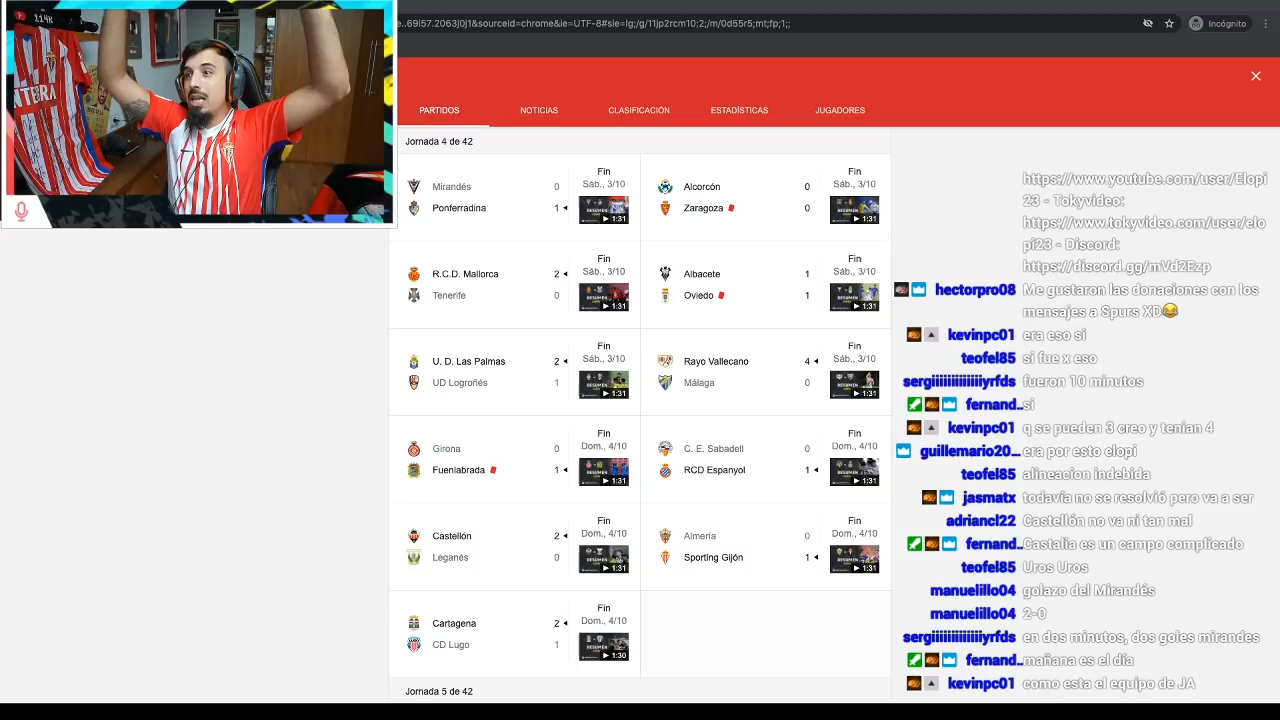 e..69i57.2063j0j1&sourceid=chrome&ie=UTF-8#sie=lg;/g/11jp2rcm10;2;/m/0d55r5;mt;fp;1;;
Incógnito
PARTIDOS NOTICIAS CLASIFICACIÓN ESTADÍSTICAS JUGADORES
Jornada 4 de 42
Fin
Mirandés 0 Sáb., 3/10
Ponferradina 1
1:31
Fin
Alcorcón 0 Sáb., 3/10
Zaragoza 0
1:31
Fin
R.C.D. Mallorca 2 Sáb., 3/10
Tenerife 0
1:31
Fin
Albacete 1 Sáb., 3/10
Oviedo 1
1:31
Fin
U. D. Las Palmas 2 Sáb., 3/10
UD Logroñés 1
1:31
Fin
Rayo Vallecano 4 Sáb., 3/10
Málaga 0
1:31
Fin
Girona 0 Dom., 4/10
Fuenlabrada 1
1:31
Fin
C. E. Sabadell 0 Dom., 4/10
RCD Espanyol 1
1:31
Fin
Castellón 2 Dom., 4/10
Leganés 0
1:31
Fin
Almería 0 Dom., 4/10
Sporting Gijón 1
1:31
Fin
Cartagena 2 Dom., 4/10
CD Lugo 1
1:30
Jornada 5 de 42
https://www.youtube.com/user/Elopi
23 - Tokyvideo:
https://www.tokyvideo.com/user/elo
pi23 - Discord:
https://discord.gg/mVd2Ezp
hectorpro08 Me gustaron las donaciones con los
mensajes a Spurs XD😂
kevinpc01 era eso si
teofel85 si fue x eso
sergiiiiiiiiiiiiiyrfds fueron 10 minutos
fernand.. si
kevinpc01 q se pueden 3 creo y tenían 4
guillemario20... era por esto elopi
teofel85 alineacion indebida
jasmatx todavía no se resolvió pero va a ser
adriancl22 Castellón no va ni tan mal
fernand.. Castalia es un campo complicado
teofel85 Uros Uros
manuelillo04 golazo del Mirandés
manuelillo04 2-0
sergiiiiiiiiiiiiiyrfds en dos minutos, dos goles mirandes
fernand.. mañana es el día
kevinpc01 como esta el equipo de JA